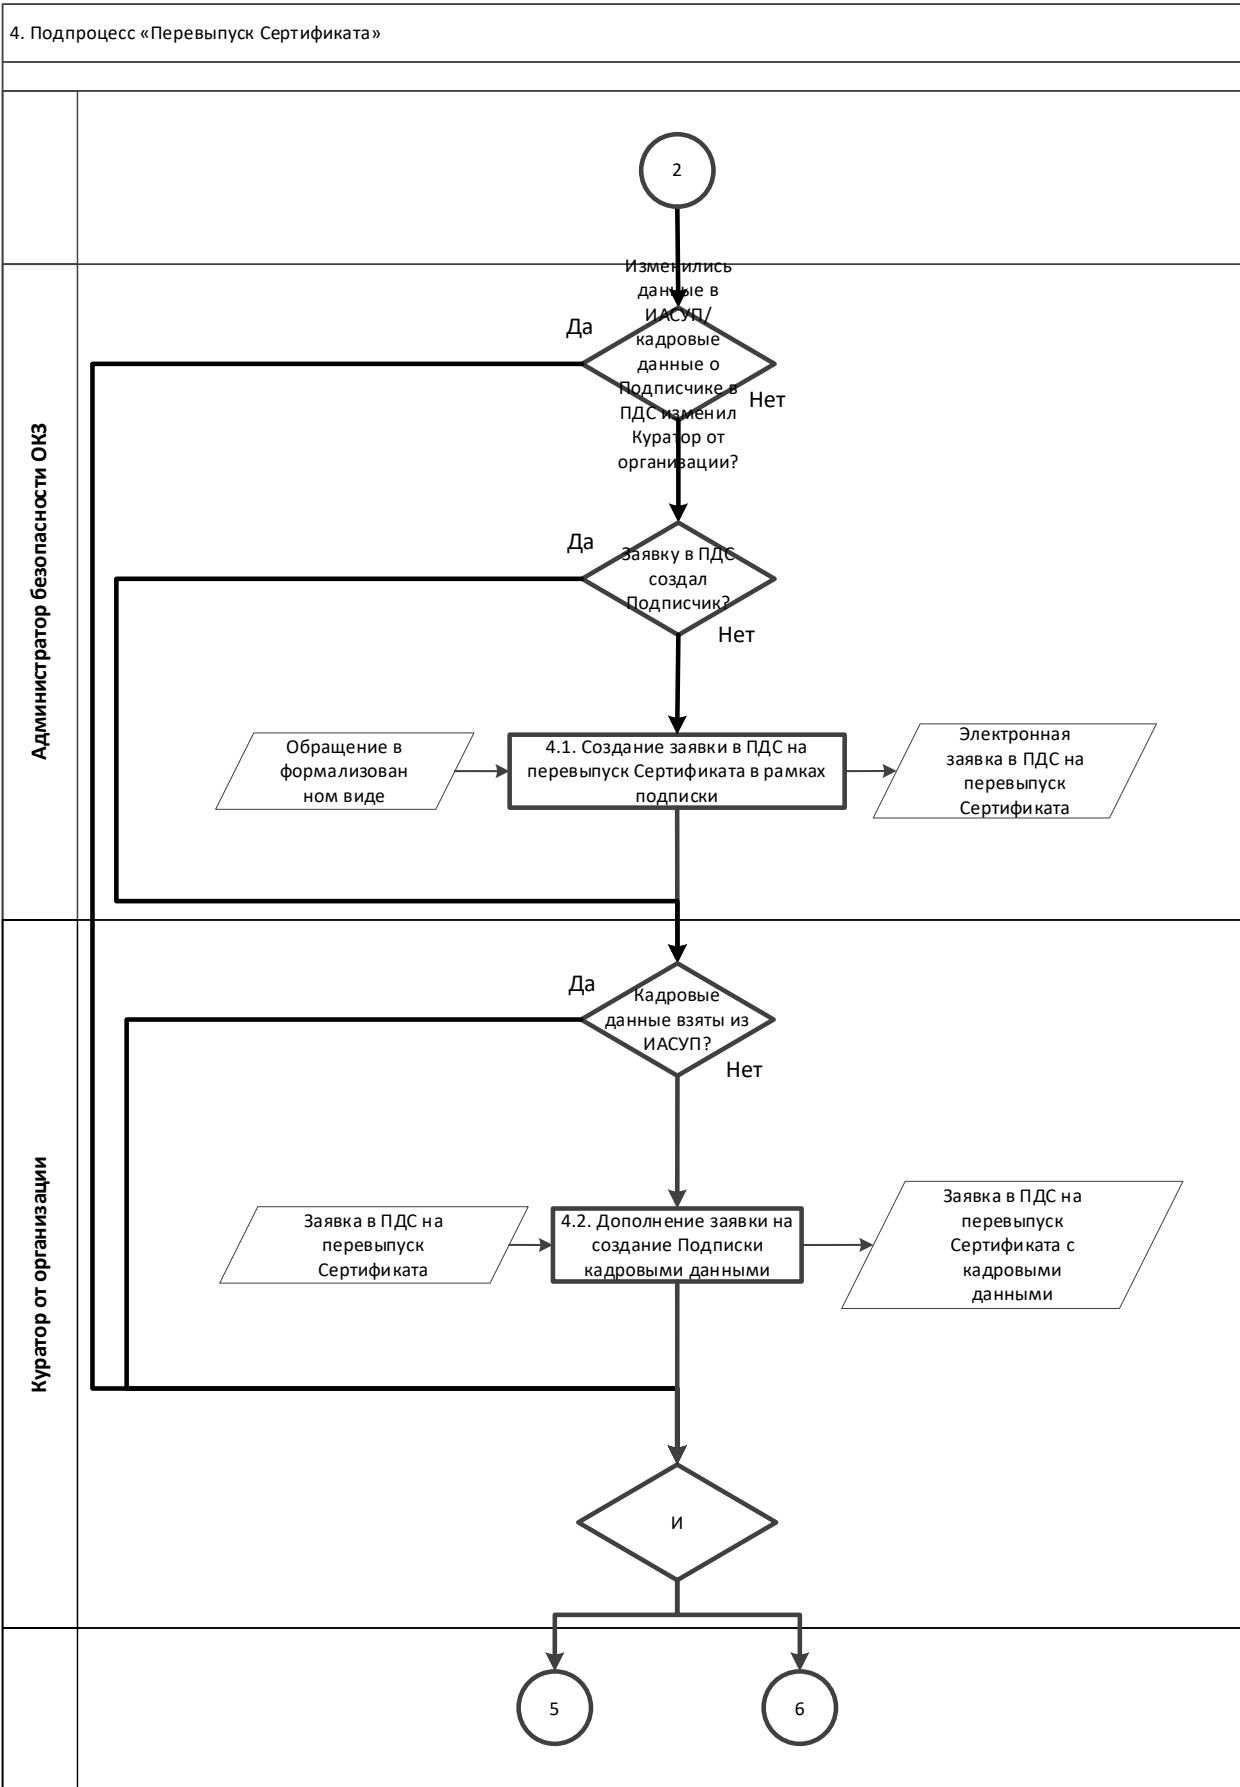 4. Подпроцесс «Перевыпуск Сертификата»
2
Изменились
данные в
ИАСУП/
кадровые
данные о
Подписчике в
ПДС изменил
Куратор от
организации?
Да
Нет
Администратор безопасности ОКЗ
Да
Заявку в ПДС
создал
Подписчик?
Нет
Обращение в
формализован
ном виде
4.1. Создание заявки в ПДС на
перевыпуск Сертификата в рамках
подписки
Электронная
заявка в ПДС на
перевыпуск
Сертификата
Да
Кадровые
данные взяты из
ИАСУП?
Нет
Куратор от организации
Заявка в ПДС на
перевыпуск
Сертификата
4.2. Дополнение заявки на
создание Подписки
кадровыми данными
Заявка в ПДС на
перевыпуск
Сертификата с
кадровыми
данными
И
5
6